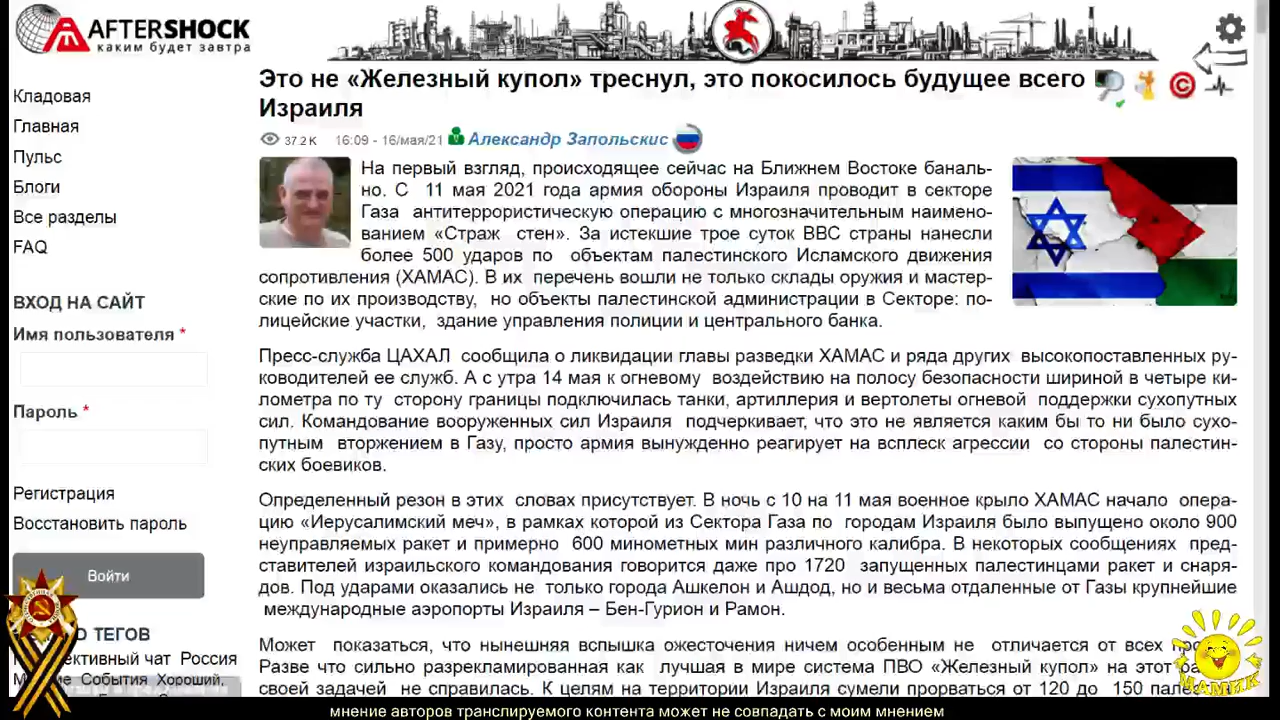 AFTERSHOCK
каким будет завтра
Кладовая
Главная
Пульс
Блоги
Все разделы
FAQ
ВХОД НА САЙТ
Имя пользователя *
Пароль *
Регистрация
Восстановить пароль
Войти
ТЕГОВ
чат Россия
События Хороший,
Это не «Железный купол» треснул, это покосилось будущее всего
Израиля
37.2 K 16:09 - 16/мая/21 Александр Запольскис
На первый взгляд, происходящее сейчас на Ближнем Востоке баналь-
но. С 11 мая 2021 года армия обороны Израиля проводит в секторе
Газа антитеррористическую операцию с многозначительным наимено-
ванием «Страж стен». За истекшие трое суток ВВС страны нанесли
более 500 ударов по объектам палестинского Исламского движения
сопротивления (ХАМАС). В их перечень вошли не только склады оружия и мастер-
ские по их производству, но объекты палестинской администрации в Секторе: по-
лицейские участки, здание управления полиции и центрального банка.
Пресс-служба ЦАХАЛ сообщила о ликвидации главы разведки ХАМАС и ряда других высокопоставленных ру-
ководителей ее служб. А с утра 14 мая к огневому воздействию на полосу безопасности шириной в четыре ки-
лометра по ту сторону границы подключилась танки, артиллерия и вертолеты огневой поддержки сухопутных
сил. Командование вооруженных сил Израиля подчеркивает, что это не является каким бы то ни было сухо-
путным вторжением в Газу, просто армия вынужденно реагирует на всплеск агрессии со стороны палестин-
ских боевиков.
Определенный резон в этих словах присутствует. В ночь с 10 на 11 мая военное крыло ХАМАС начало опера-
цию «Иерусалимский меч», в рамках которой из Сектора Газа по городам Израиля было выпущено около 900
неуправляемых ракет и примерно 600 минометных мин различного калибра. В некоторых сообщениях пред-
ставителей израильского командования говорится даже про 1720 запущенных палестинцами ракет и снаря-
дов. Под ударами оказались не только города Ашкелон и Ашдод, но и весьма отдаленные от Газы крупнейшие
международные аэропорты Израиля – Бен-Гурион и Рамон.
Может показаться, что нынешняя вспышка ожесточения ничем особенным не отличается от всех
Разве что сильно разрекламированная как лучшая в мире система ПВО «Железный купол» на этот
своей задачей не справилась. К целям на территории Израиля сумели прорваться от 120 до 150
МАМИК
мнение авторов транслируемого контента может не совпадать с моим мнением